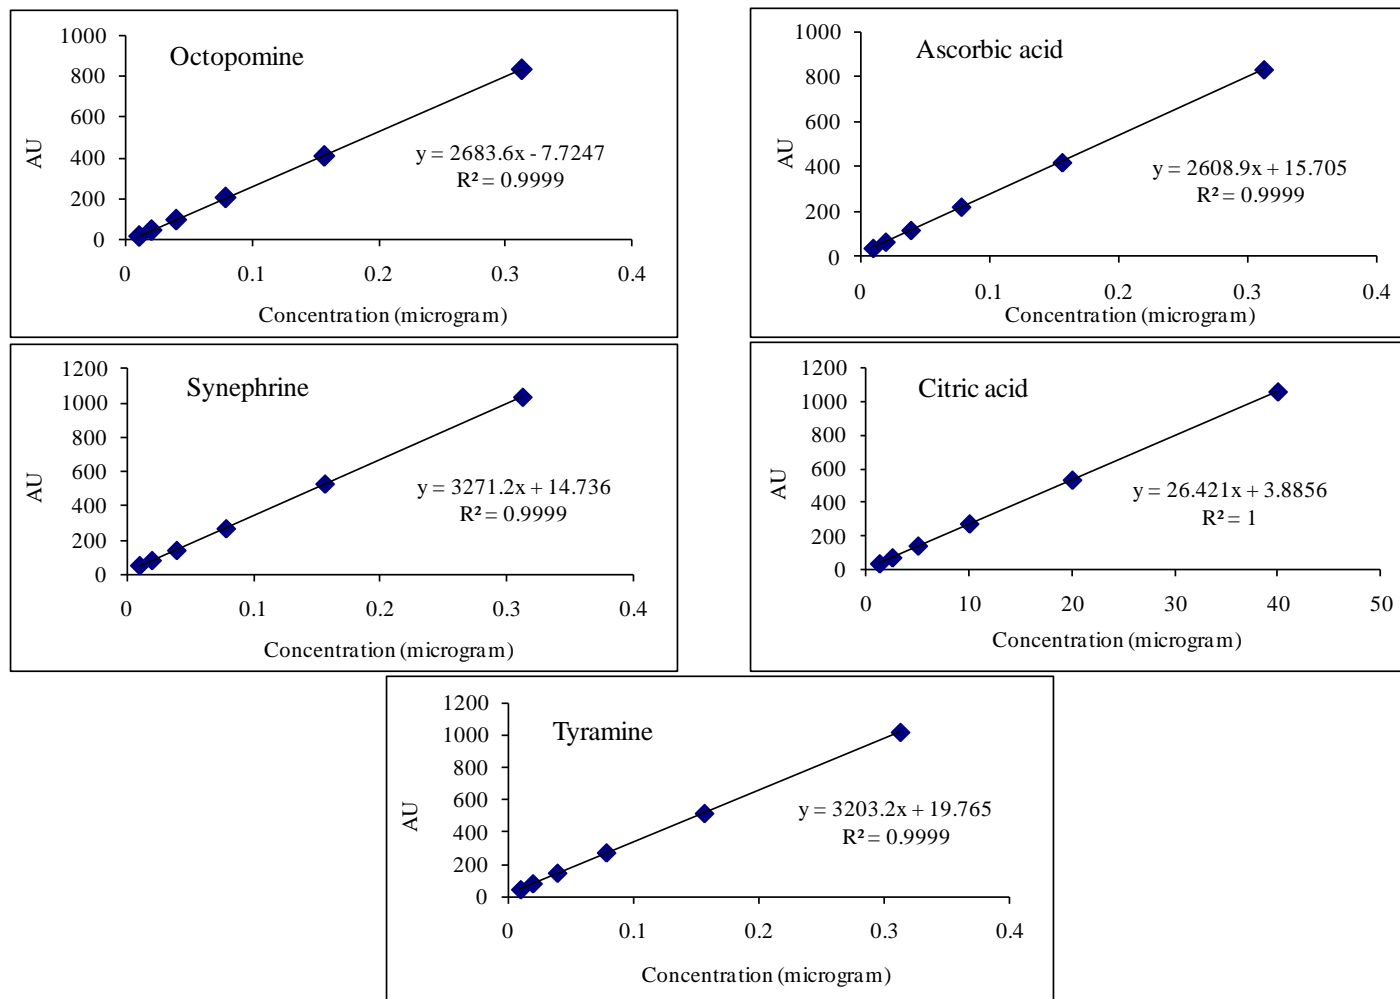 Octopomine
1000
800
600
400
200
0
AU
y = 2683.6x - 7.7247
R² = 0.9999
0 0.1 0.2 0.3 0.4
Concentration (microgram)
Ascorbic acid
1000
800
600
400
200
0
AU
y = 2608.9x + 15.705
R² = 0.9999
0 0.1 0.2 0.3 0.4
Concentration (microgram)
Synephrine
1200
1000
800
600
400
200
0
AU
y = 3271.2x + 14.736
R² = 0.9999
0 0.1 0.2 0.3 0.4
Concentration (microgram)
Citric acid
1200
1000
800
600
400
200
0
AU
y = 26.421x + 3.8856
R² = 1
0 10 20 30 40 50
Concentration (microgram)
Tyramine
1200
1000
800
600
400
200
0
AU
y = 3203.2x + 19.765
R² = 0.9999
0 0.1 0.2 0.3 0.4
Concentration (microgram)